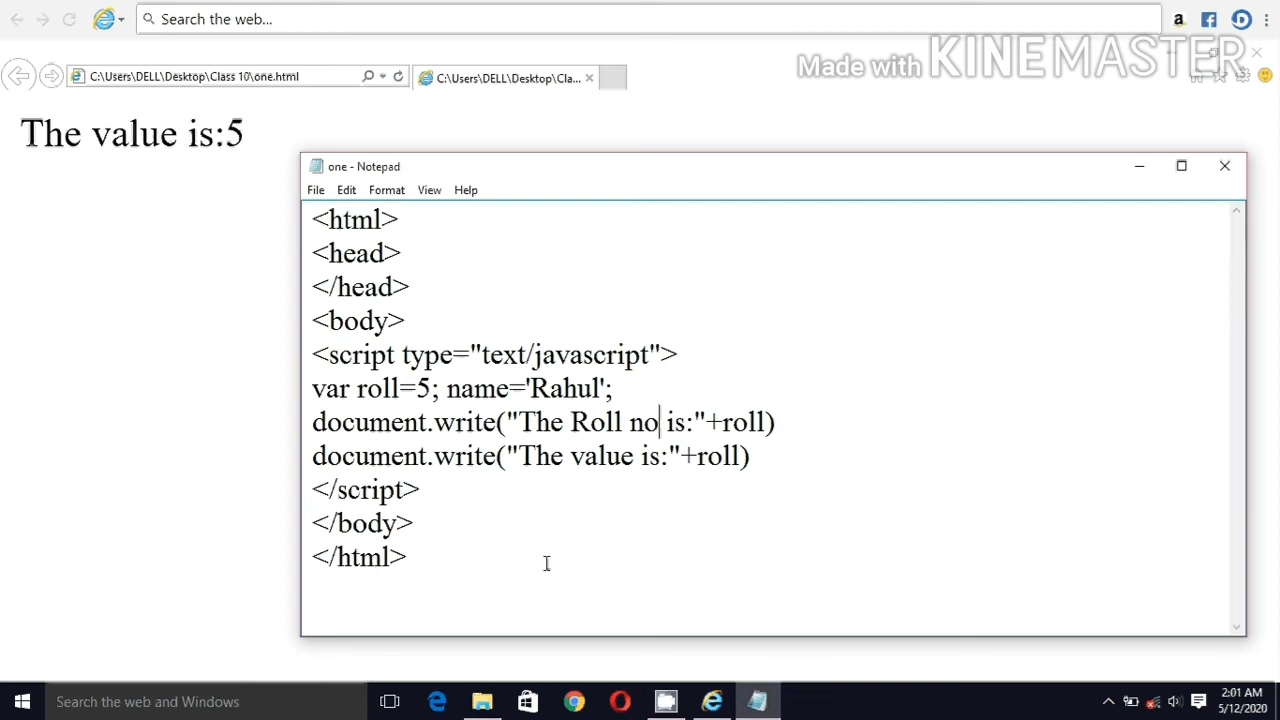 Search the web...
a
Made with KINEMASTER
C:\Users\DELL\Desktop\Class 10\one.html
C:\Users\DELL\Desktop\Cla...
The value is:5
one - Notepad
File Edit Format View Help
<html>
<head>
</head>
<body>
<script type="text/javascript">
var roll=5; name='Rahul';
document.write("The Roll no is:"+roll)
document.write("The value is:"+roll)
</script>
</body>
</html>
Search the web and Windows
2:01 AM
5/12/2020